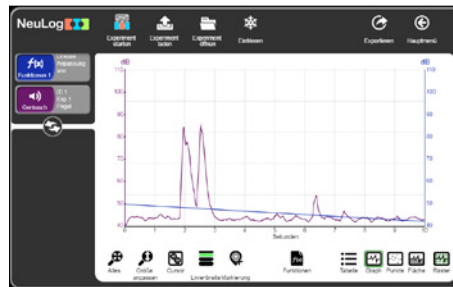 NeuLog
Experiment starten
Experiment laden
Experiment öffnen
Einfrieren
Exportieren
Hauptmenü
f(x)
Funktionen 1
Lineare Anpassung von
Geräusch
ID 1
Exp 1
Pegel
dB
dB
110
100
90
80
70
60
50
40
110
100
90
80
70
60
50
40
1 2 3 4 5 6 7 8 9 10
Sekunden
Alles
Größe anpassen
Cursor
Linienbreite
Markierung
Funktionen
Tabelle
Graph
Punkte
Fläche
Raster